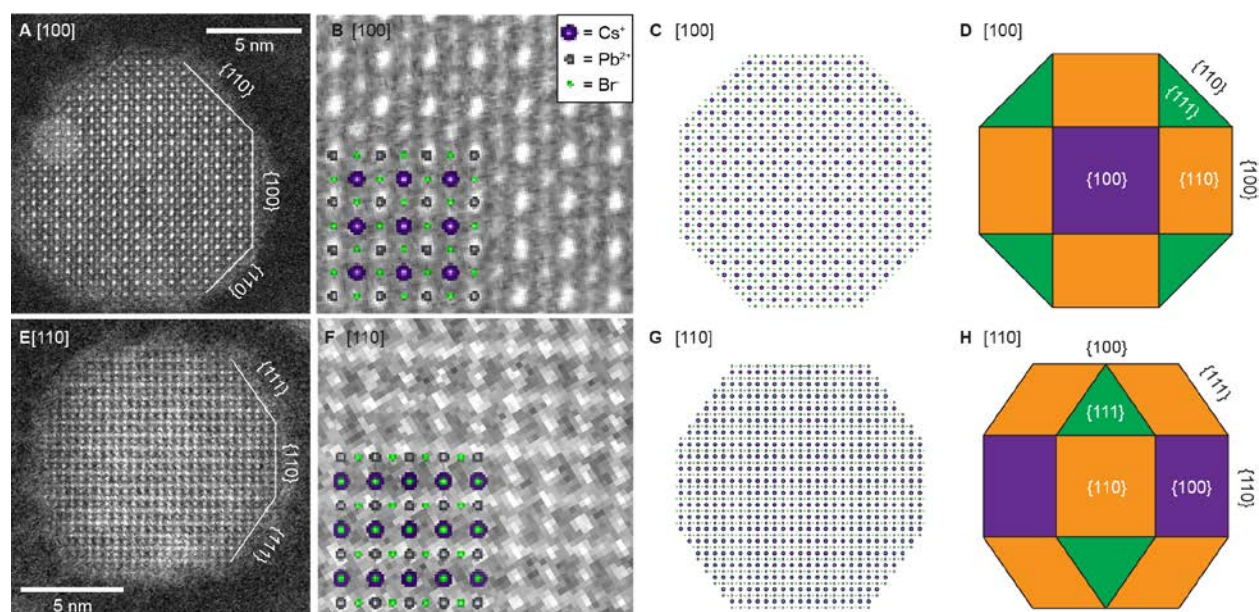 A [100]
5 nm
{110}
{100}
{110}
B [100]
= Cs⁺
= Pb²⁺
= Br⁻
C [100]
D [100]
{110}
{111}
{100}
{110}
{100}
E[110]
{111}
{110}
{111}
5 nm
F [110]
G [110]
H [110]
{100}
{111}
{111}
{110}
{100}
{110}